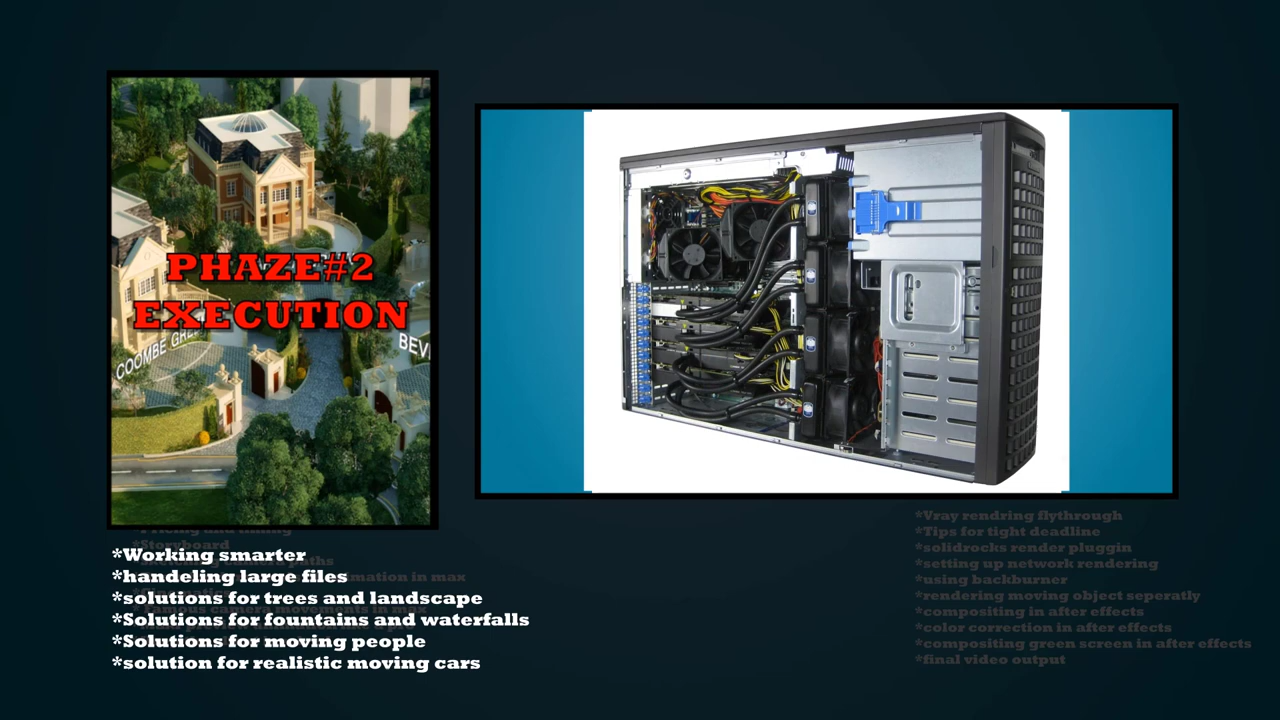 PHAZE#2
EXECUTION
COOMBE GRE
BEV
*Storyboard
*Working smarter
*handeling large files
*solutions for trees and landscape
*Solutions for fountains and waterfalls
*Solutions for moving people
*solution for realistic moving cars
*Vray rendring flythrough
*Tips for tight deadline
*solidrocks render pluggin
*setting up network rendering
*using backburner
*rendering moving object seperatly
*compositing in after effects
*color correction in after effects
*compositing green screen in after effects
*final video output